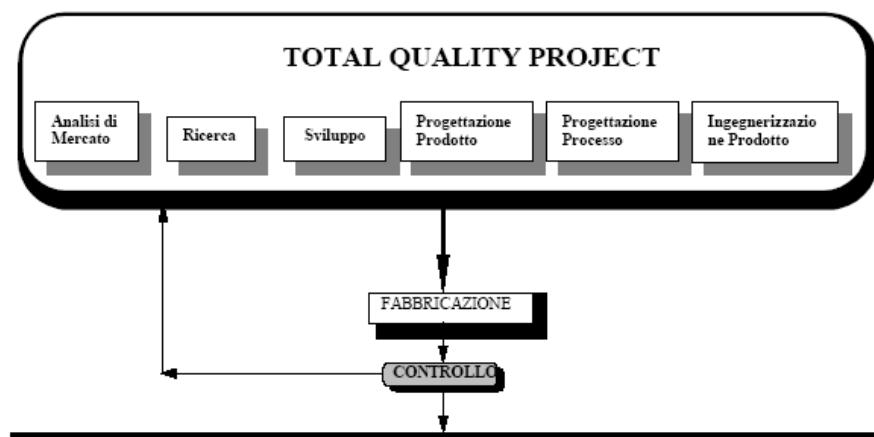 TOTAL QUALITY PROJECT
Analisi di
Mercato
Ricerca
Sviluppo
Progettazione
Prodotto
Progettazione
Processo
Ingegnerizzazio
ne Prodotto
FABBRICAZIONE
CONTROLLO